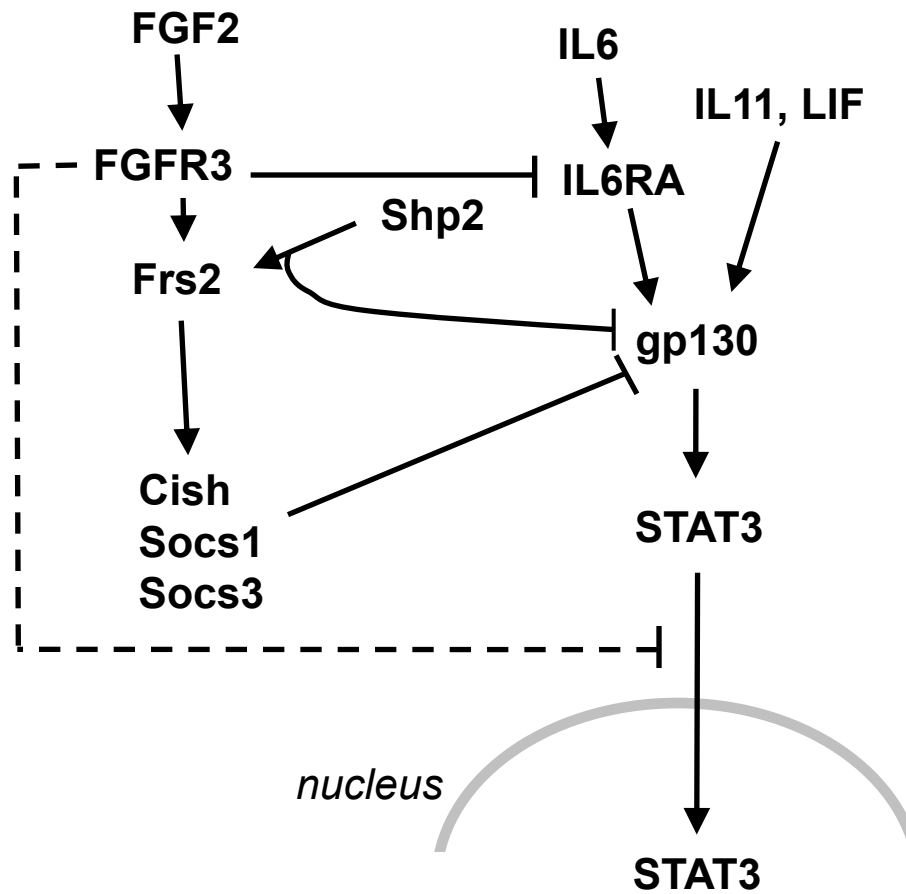 FGF2
IL6
IL11, LIF
FGFR3
IL6RA
Shp2
Frs2
gp130
Cish
Socs1
Socs3
STAT3
nucleus
STAT3